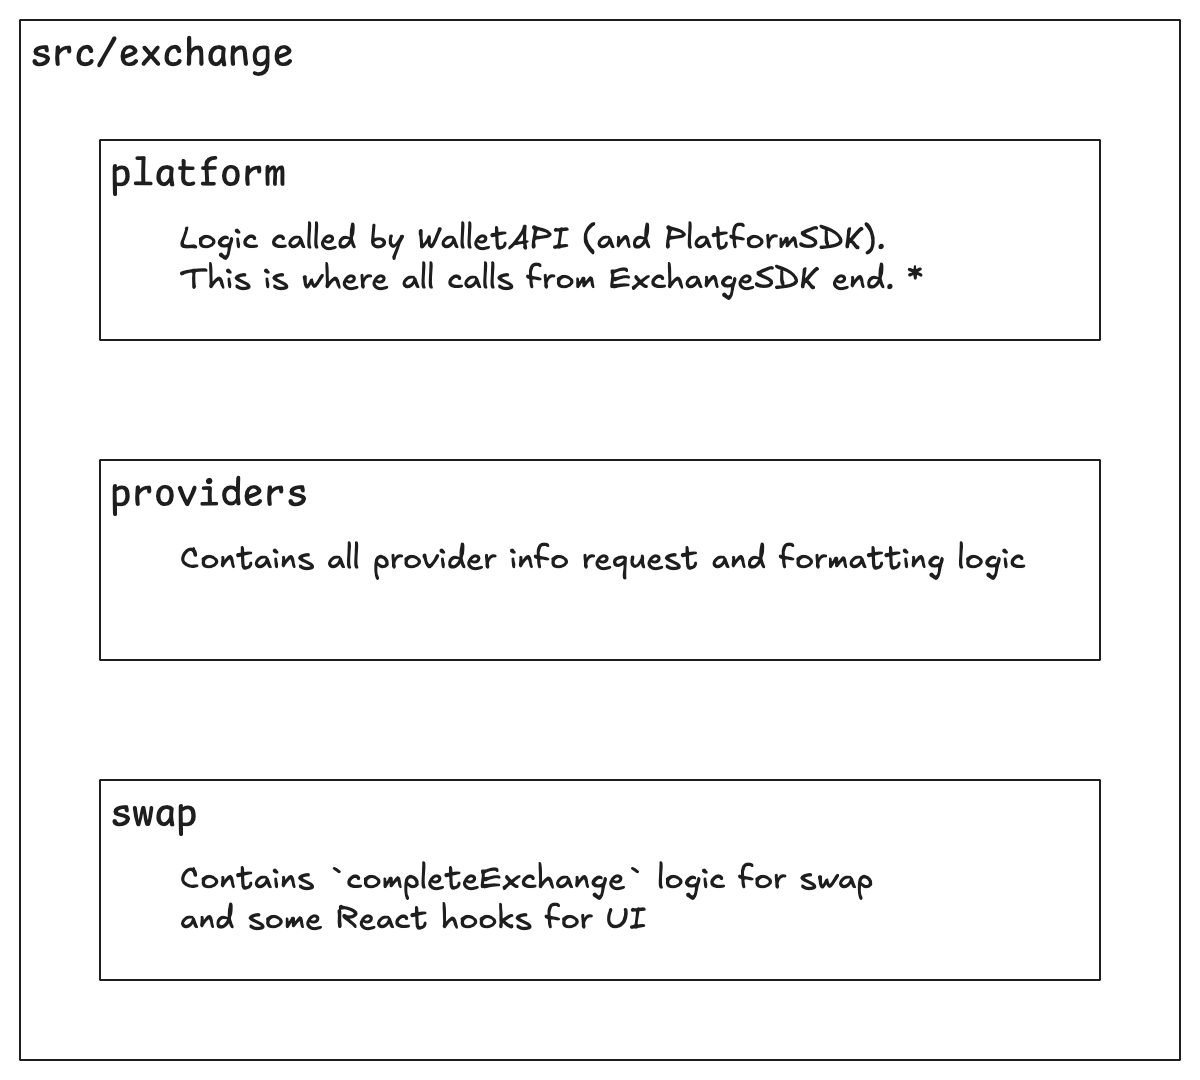 src/exchange
platform
Logic called by WalletAPI (and PlatformSDK).
This is where all calls from ExchangeSDK end. *
providers
Contains all provider info request and formatting logic
swap
Contains `completeExchange` logic for swap
and some React hooks for UI